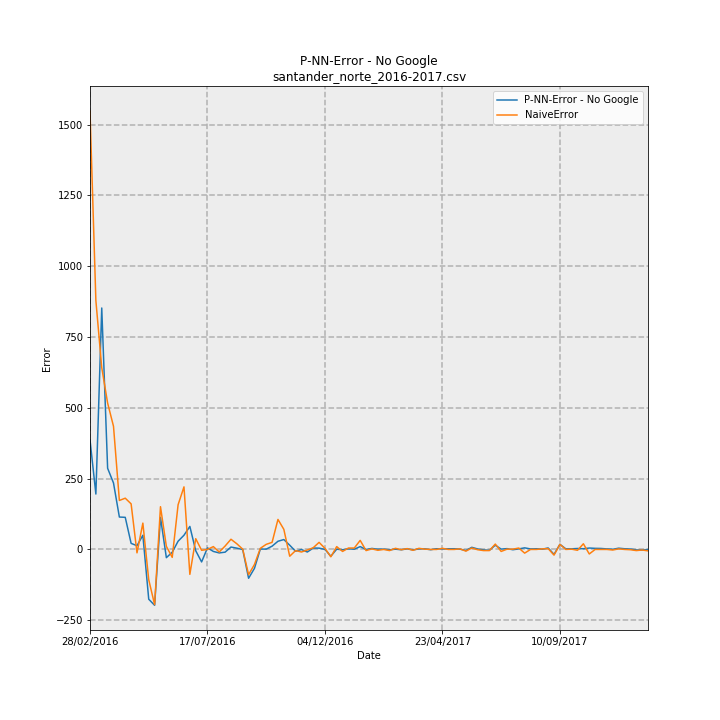 P-NN-Error - No Google
santander_norte_2016-2017.csv
P-NN-Error - No Google
NaiveError
1500
1250
1000
750
500
250
0
−250
Error
28/02/2016
17/07/2016
04/12/2016
23/04/2017
10/09/2017
Date